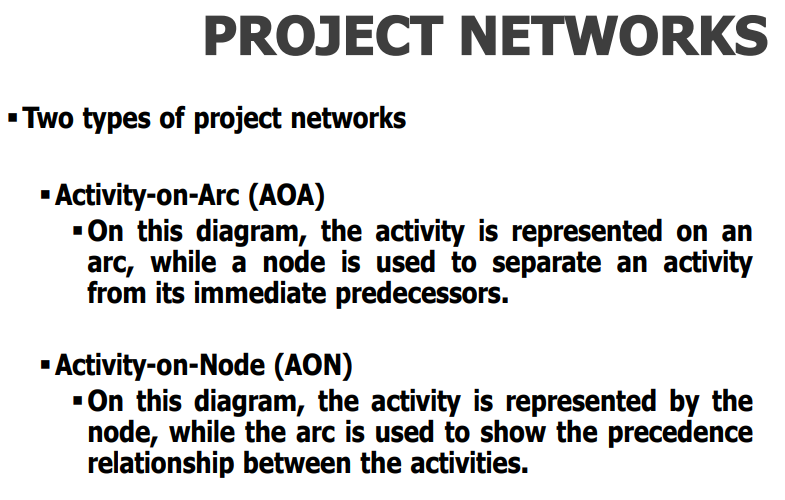 PROJECT NETWORKS
▪ Two types of project networks
▪ Activity-on-Arc (AOA)
▪ On this diagram, the activity is represented on an
arc, while a node is used to separate an activity
from its immediate predecessors.
▪ Activity-on-Node (AON)
▪ On this diagram, the activity is represented by the
node, while the arc is used to show the precedence
relationship between the activities.